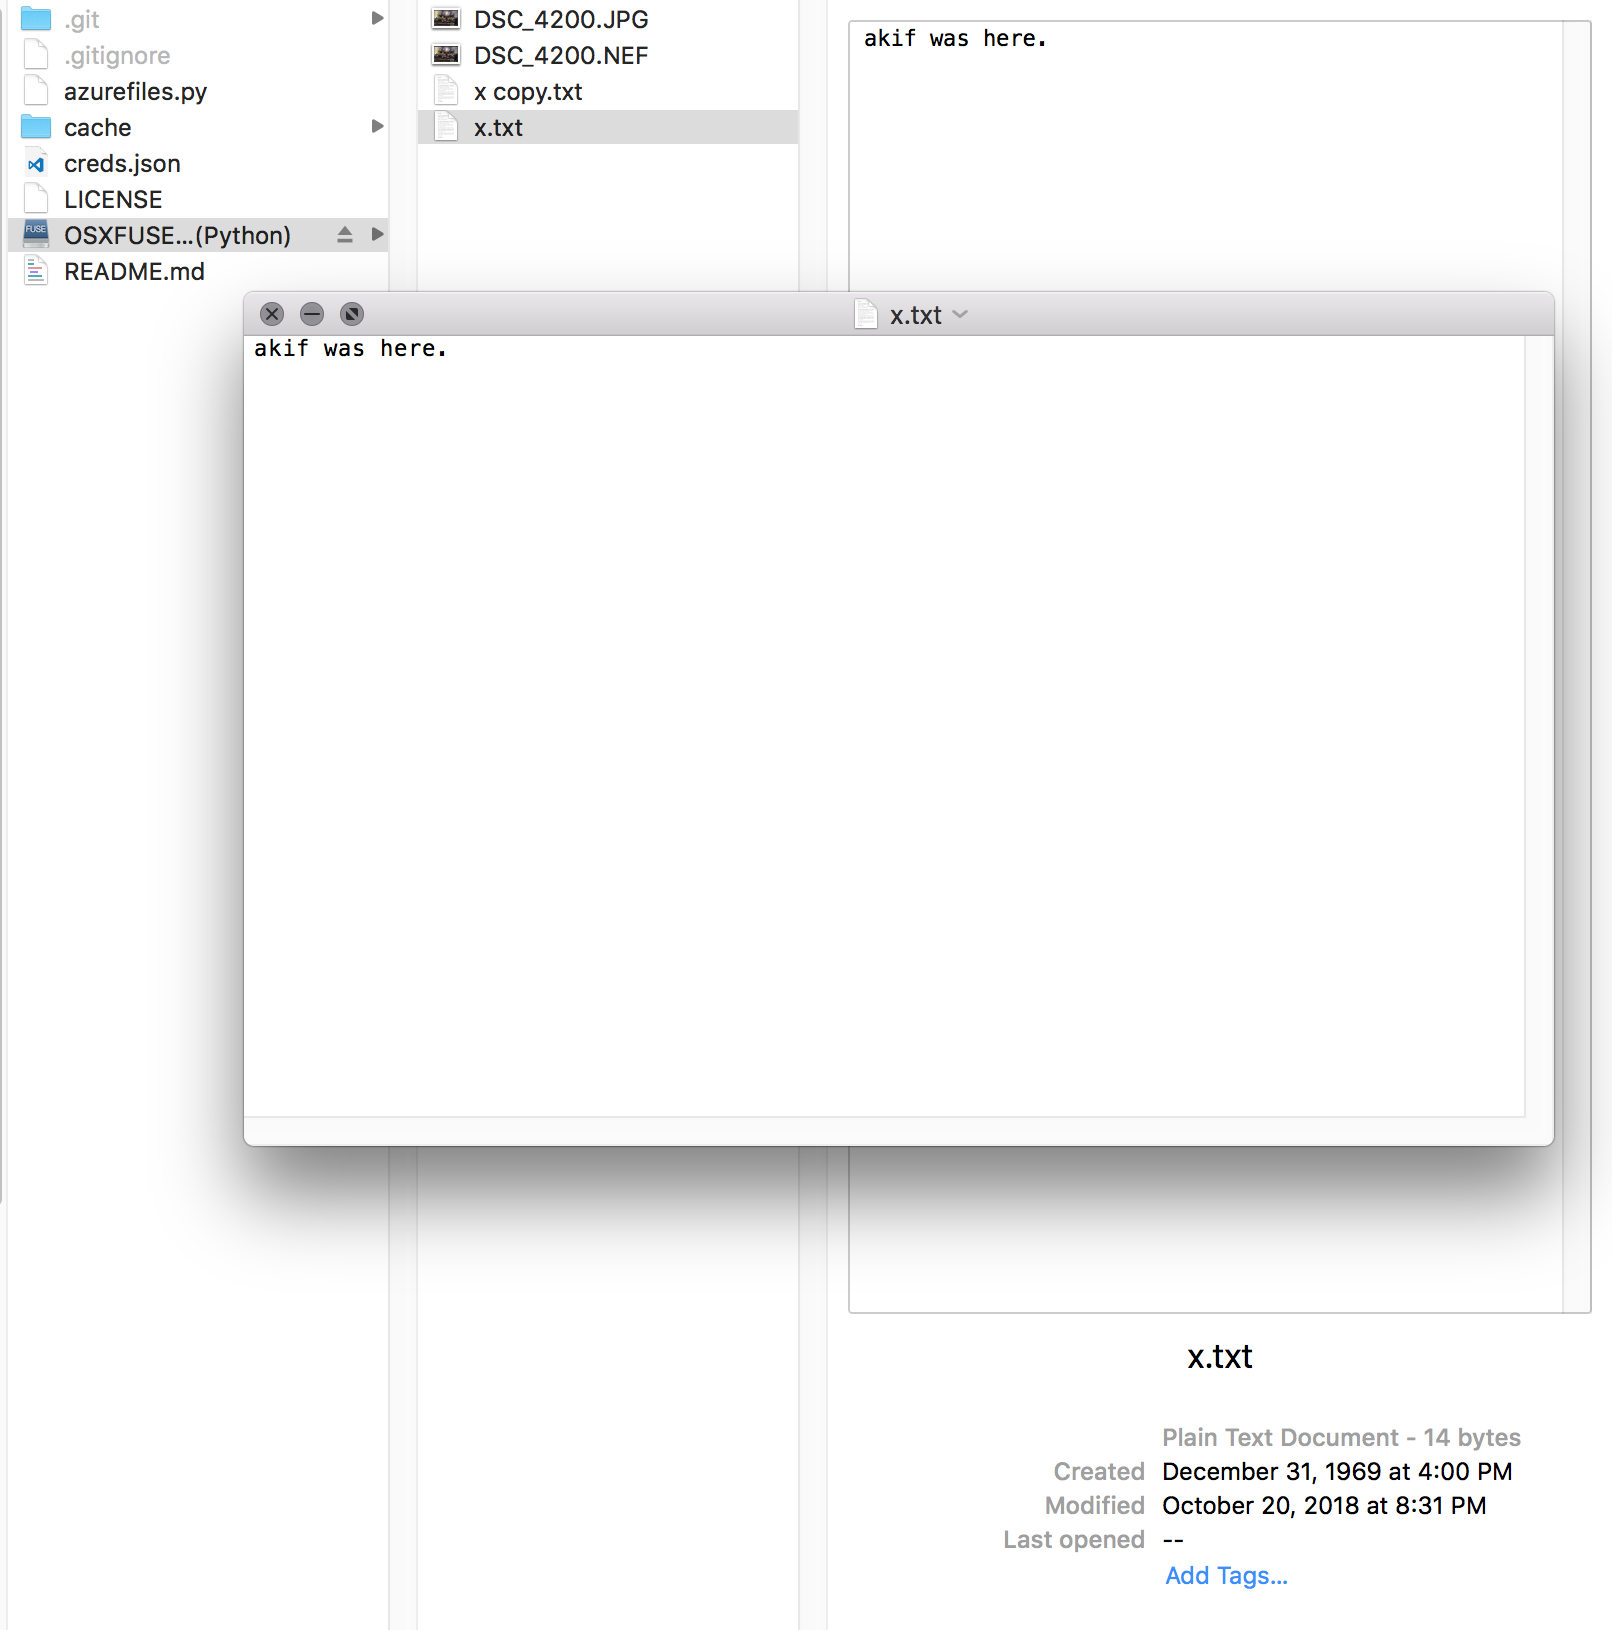 .git
.gitignore
azurefiles.py
cache
creds.json
LICENSE
FUSE
OSXFUSE...(Python)
README.md
DSC_4200.JPG
DSC_4200.NEF
x copy.txt
x.txt
akif was here.
x.txt
akif was here.
x.txt
Plain Text Document - 14 bytes
Created December 31, 1969 at 4:00 PM
Modified October 20, 2018 at 8:31 PM
Last opened --
Add Tags...